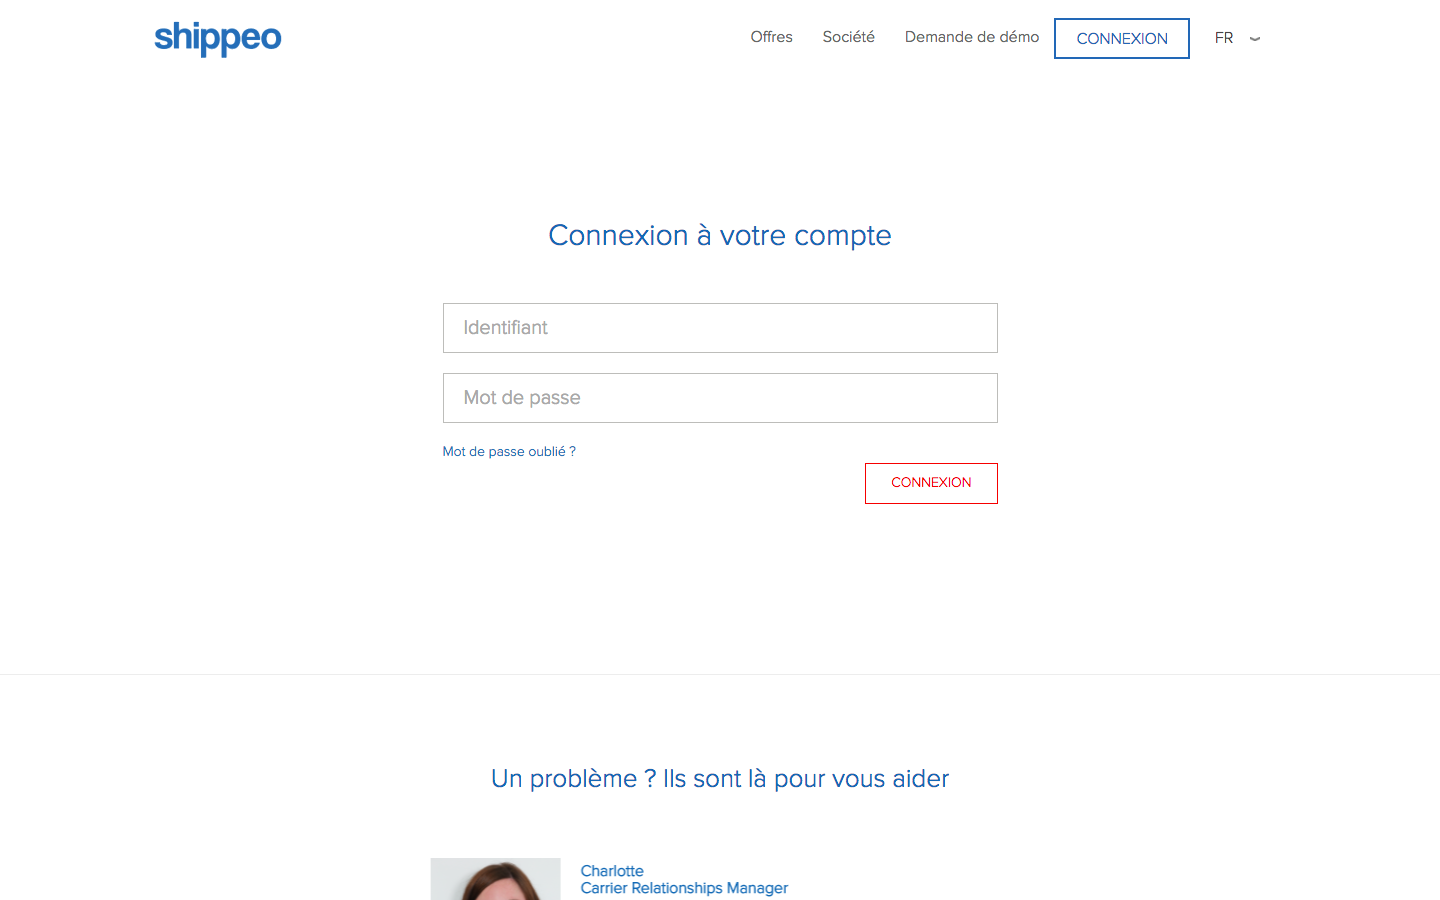 shippeo
Offres
Société
Demande de démo
CONNEXION
FR
Connexion à votre compte
Identifiant
Mot de passe
Mot de passe oublié ?
CONNEXION
Un problème ? Ils sont là pour vous aider
Charlotte
Carrier Relationships Manager